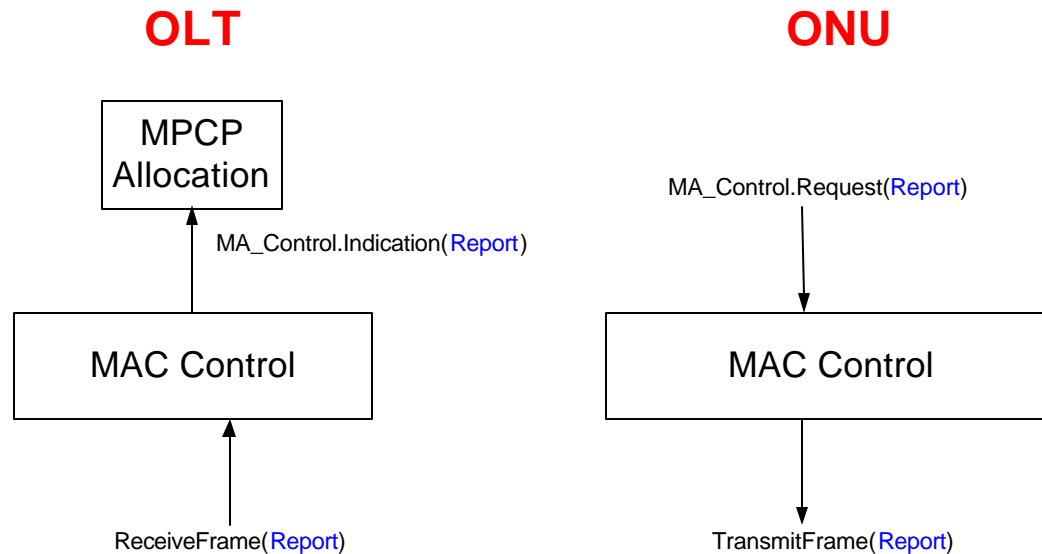 OLT
ONU
MPCP
Allocation
MA_Control.Request(Report)
MA_Control.Indication(Report)
MAC Control
MAC Control
ReceiveFrame(Report)
TransmitFrame(Report)